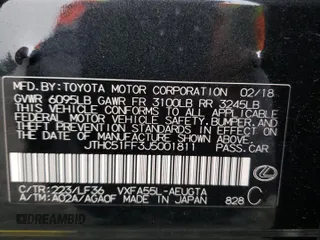 MFD. BY: TOYOTA MOTOR CORPORATION 02/18
GVWR 6095LB GAWR FR 3100LB RR 3245LB
THIS VEHICLE CONFORMS TO ALL APPLICABLE
FEDERAL MOTOR VEHICLE SAFETY, BUMPER, AND
THEFT PREVENTION STANDARDS IN EFFECT ON THE
DATE OF MANUFACTURE SHOWN ABOVE.
JTHC51FF3J5001811 PASS.CAR
C/TR:223/LF36 VXFA55L-AEUGTA
A/TM:A02A/AGA0F MADE IN JAPAN 828 C
DREAMBID